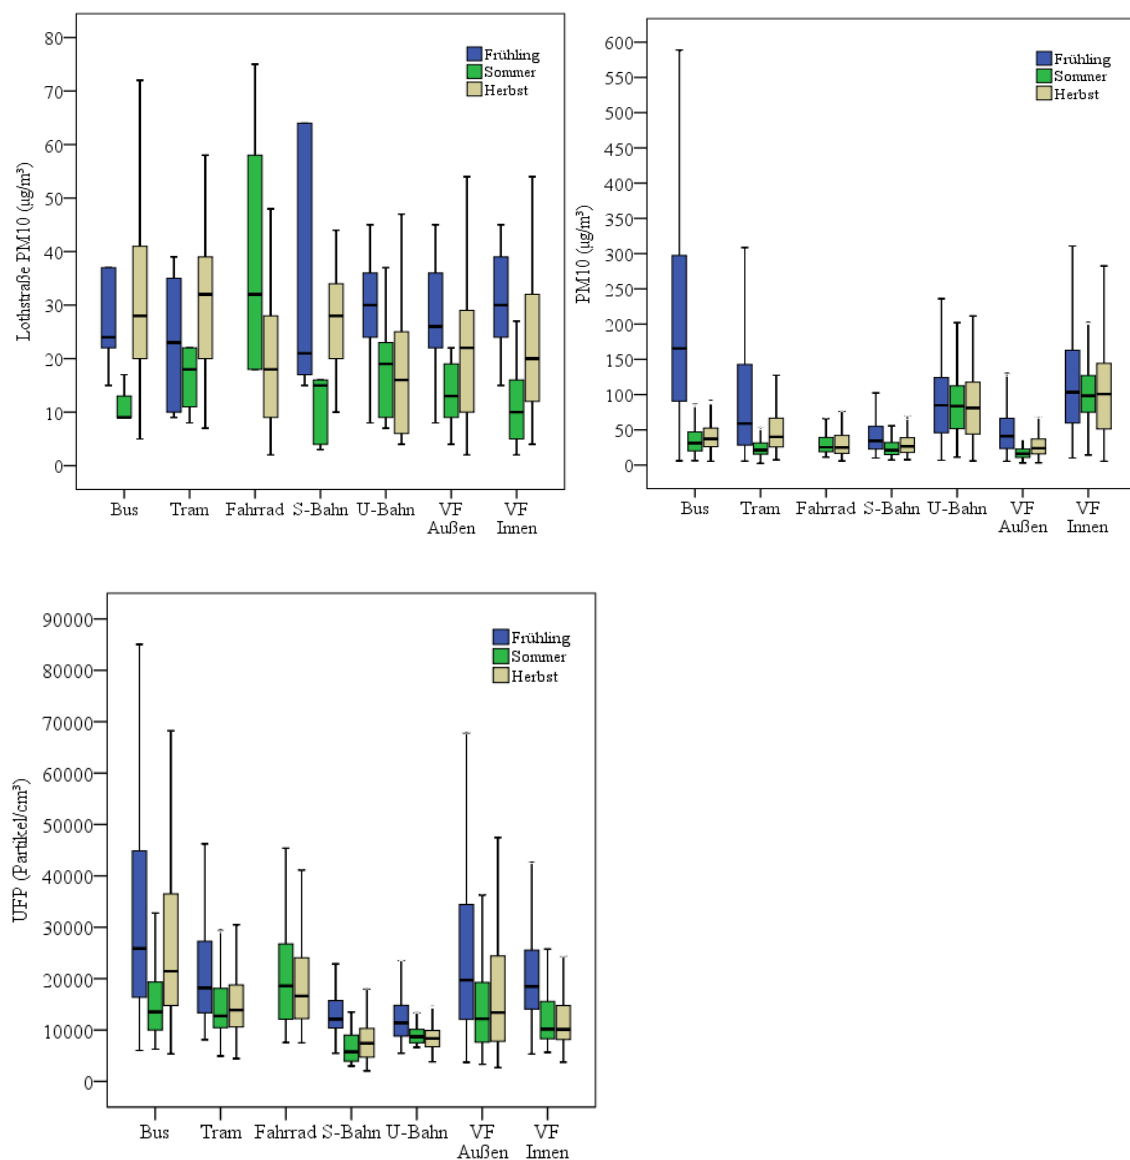 80
70
60
50
40
30
20
10
0
Lothstraße PM10 (µg/m³)
Frühling
Sommer
Herbst
Bus Tram Fahrrad S-Bahn U-Bahn VF Außen VF Innen
600
550
500
450
400
350
300
250
200
150
100
50
0
PM10 (µg/m³)
Frühling
Sommer
Herbst
Bus Tram Fahrrad S-Bahn U-Bahn VF Außen VF Innen
90000
80000
70000
60000
50000
40000
30000
20000
10000
0
UFP (Partikel/cm³)
Frühling
Sommer
Herbst
Bus Tram Fahrrad S-Bahn U-Bahn VF Außen VF Innen